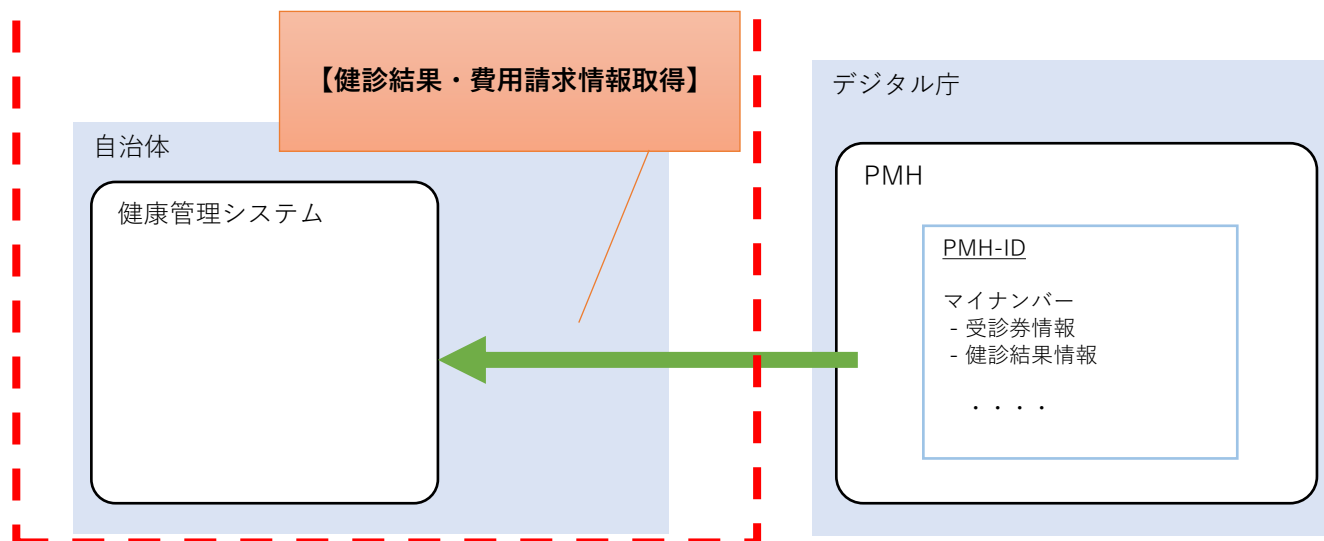 【健診結果・費用請求情報取得】
自治体
健康管理システム
デジタル庁
PMH
PMH-ID
マイナンバー
- 受診券情報
- 健診結果情報
・・・・